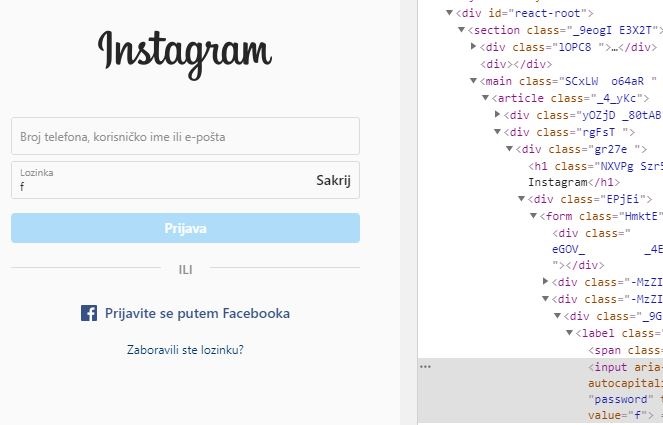 Instagram
Broj telefona, korisničko ime ili e-pošta
Lozinka
f
Sakrij
Prijava
ILI
Prijavite se putem Facebooka
Zaboravili ste lozinku?
<div id="react-root">
<section class="_9eogI E3X2T">
<div class="lOPC8 ">…</div>
<div></div>
<main class="SCxLW  o64aR "
<article class="_4_yKc">
<div class="yOZjD _80tAB
<div class="rgFsT ">
<div class="gr27e ">
<h1 class="NXVPg Szr5
Instagram</h1>
<div class="EPjEi">
<form class="HmktE"
<div class="
eGOV_ _4E
"></div>
<div class="-MzZI
<div class="-MzZI
<div class="_9G
<label class=
<span class=
… <input aria-
autocapitali
"password" t
value="f"> =